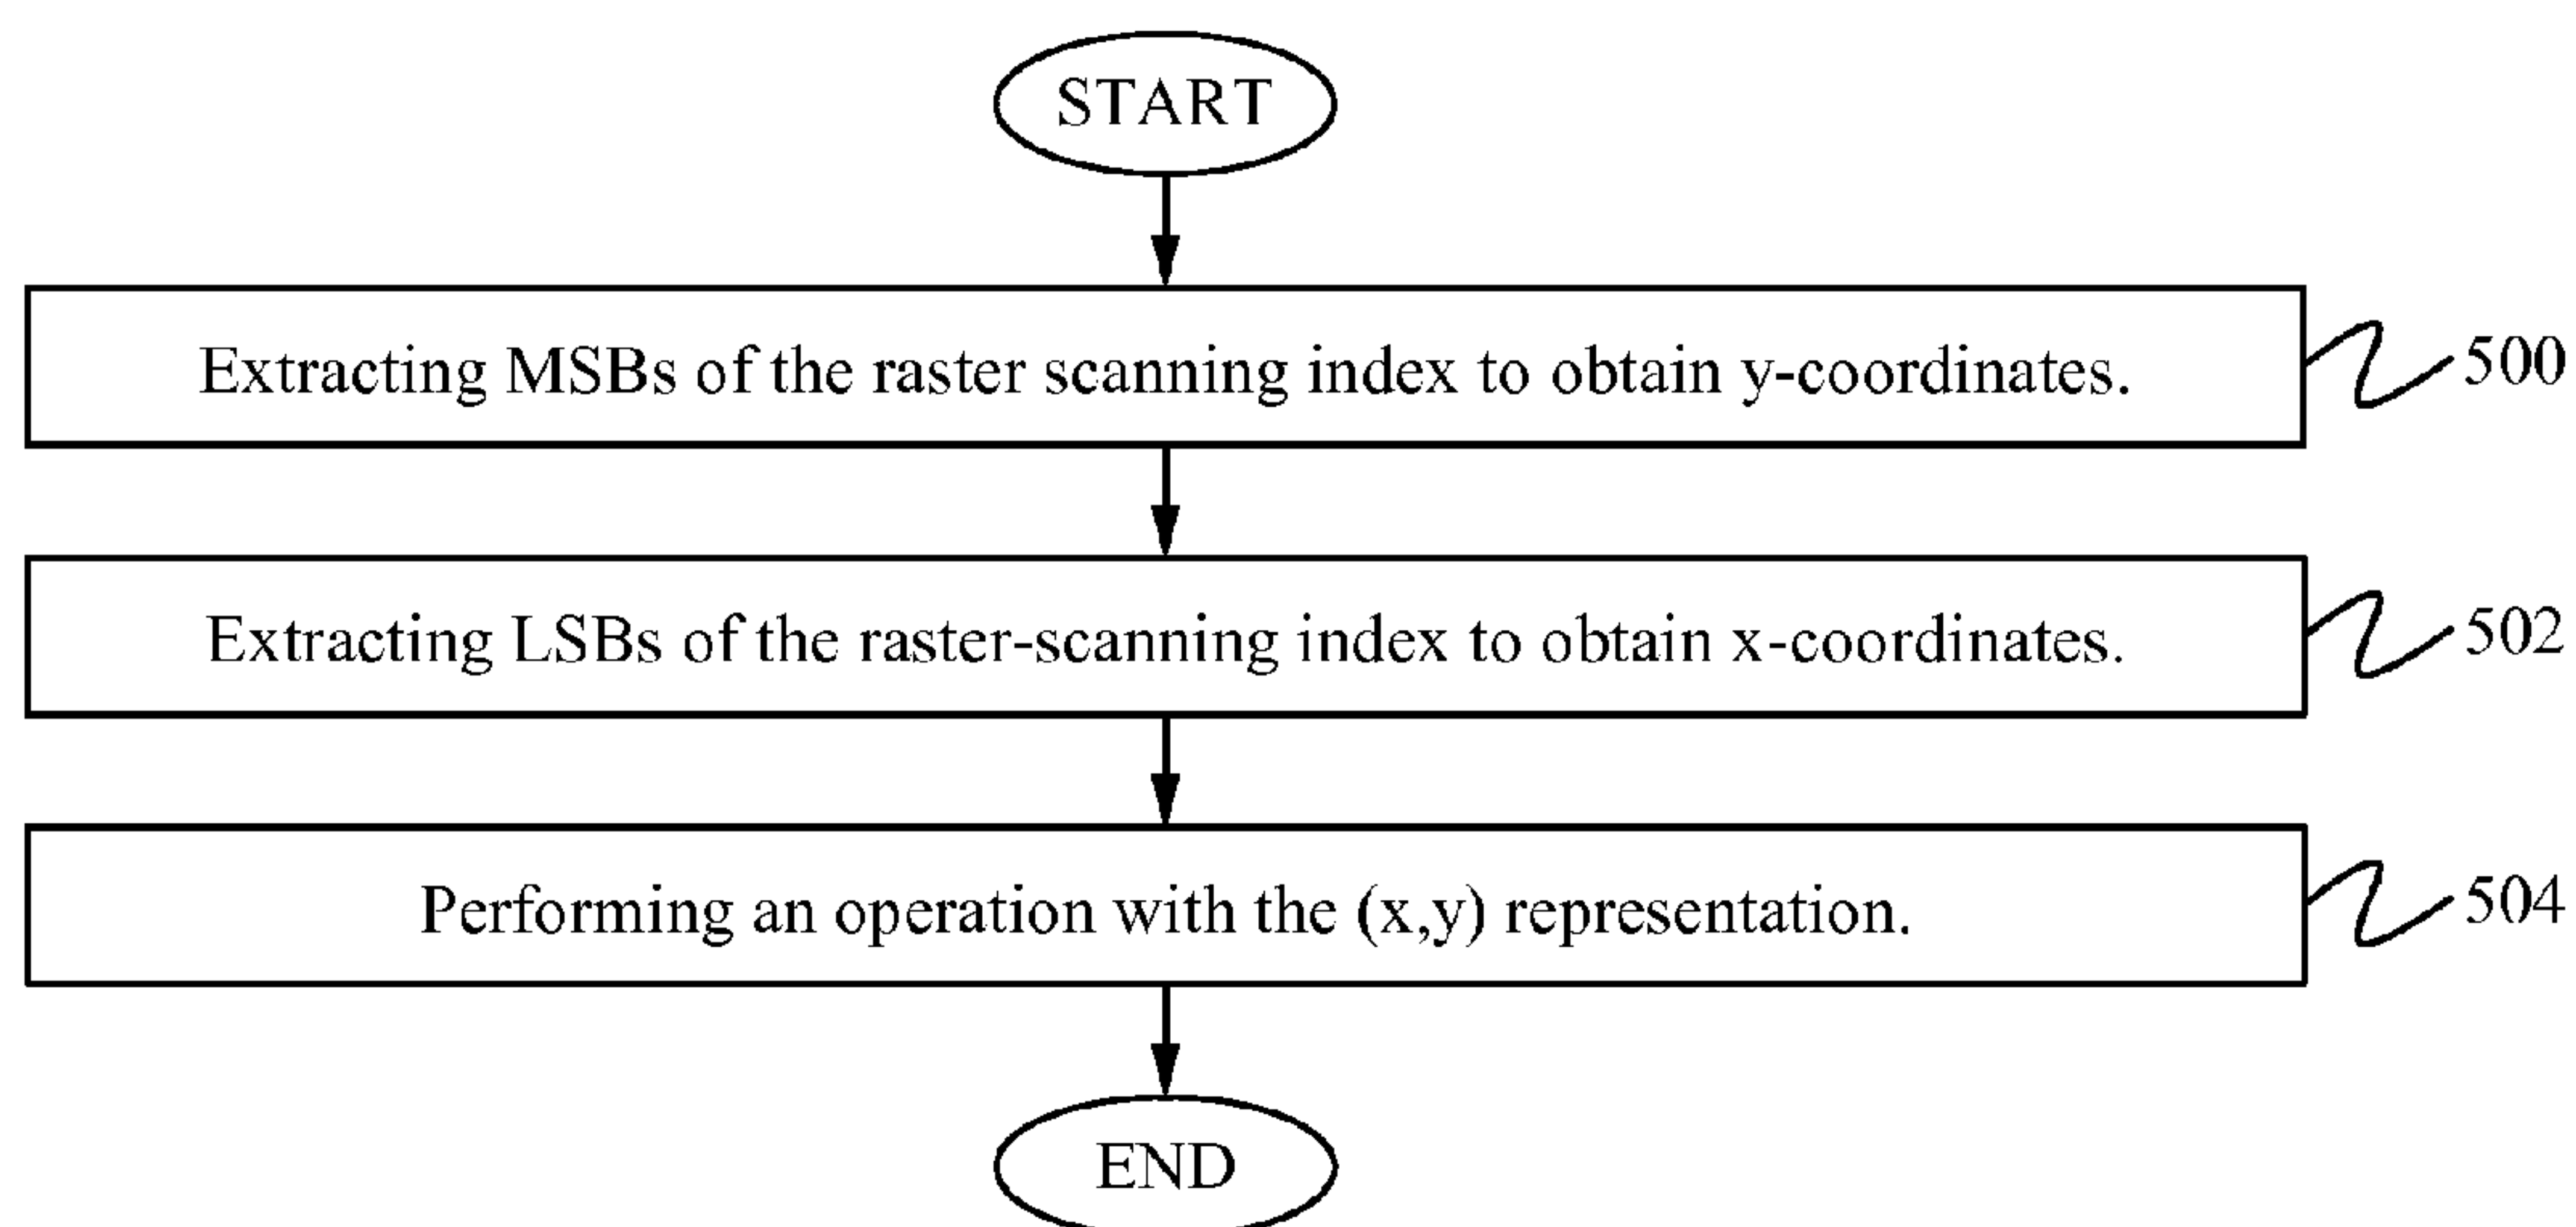 START
Extracting MSBs of the raster scanning index to obtain y-coordinates.
500
Extracting LSBs of the raster-scanning index to obtain x-coordinates.
502
Performing an operation with the (x,y) representation.
504
END